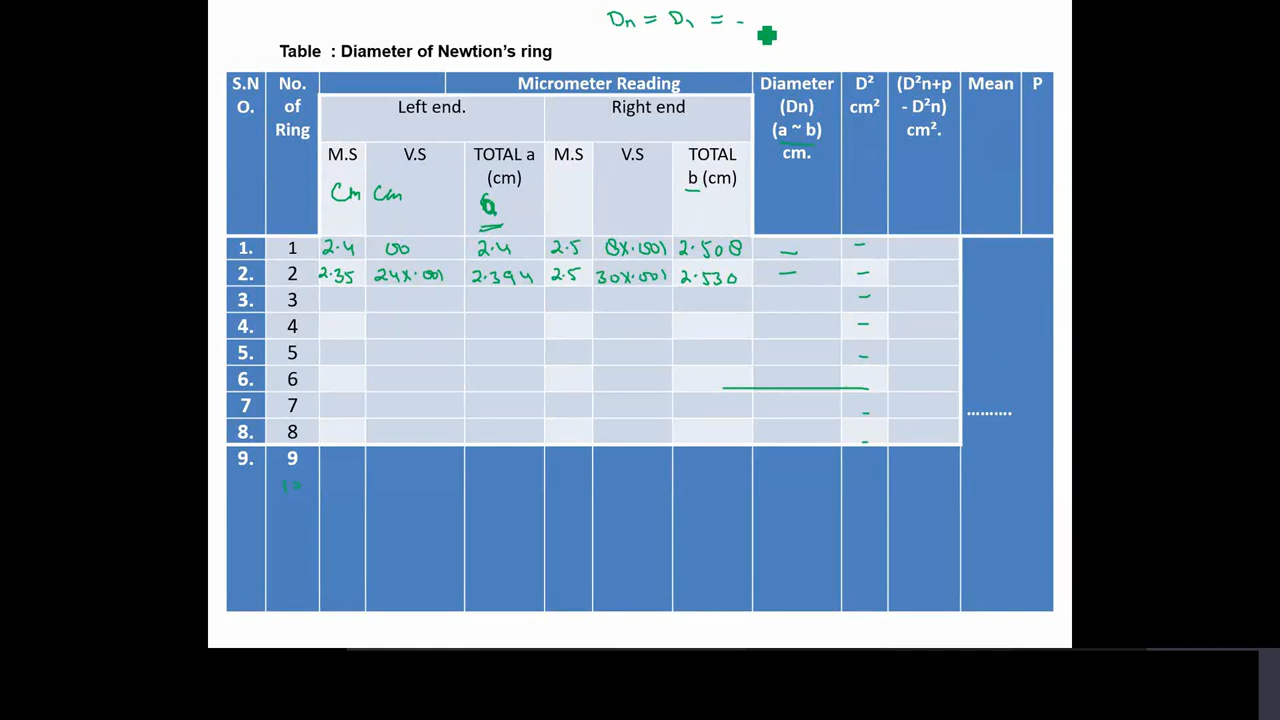 Dn = D1 = -
Table : Diameter of Newtion's ring
S.N O. No. of Ring Micrometer Reading Diameter (Dn) (a ~ b) cm. D² cm² (D²n+p - D²n) cm². Mean P
Left end. Right end
M.S V.S TOTAL a (cm) M.S V.S TOTAL b (cm)
Cm Cm a
1. 1 2.4 00 2.4 2.5 8x.001 2.508 - -
2. 2 2.35 24x.001 2.394 2.5 30x.001 2.530 - -
3. 3 -
4. 4 -
5. 5 -
6. 6
7 7 - ..........
8. 8 -
9. 9
10